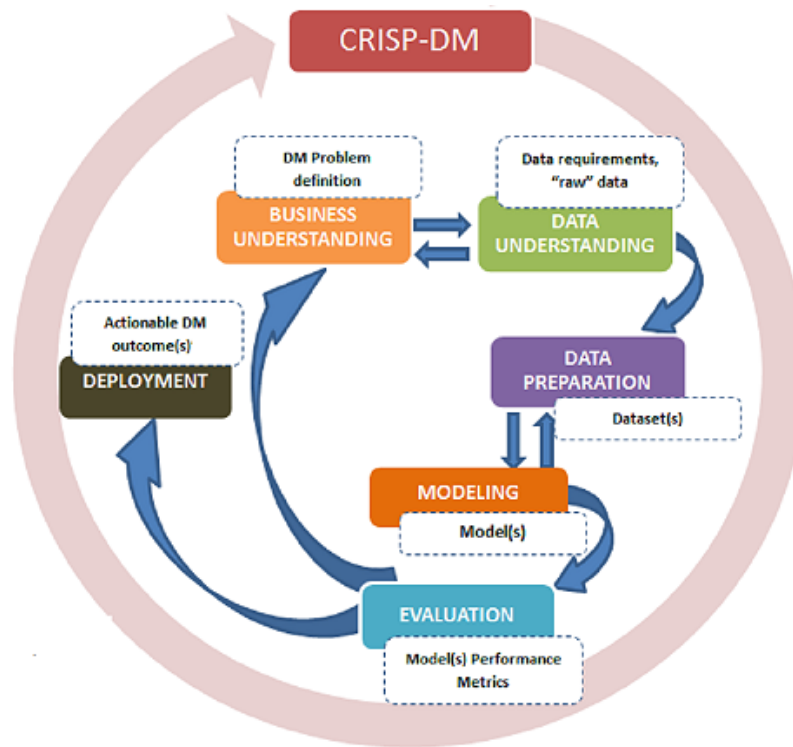 CRISP-DM
DM Problem
definition
BUSINESS
UNDERSTANDING
Data requirements,
“raw” data
DATA
UNDERSTANDING
Actionable DM
outcome(s)
DEPLOYMENT
DATA
PREPARATION
Dataset(s)
MODELING
Model(s)
EVALUATION
Model(s) Performance
Metrics